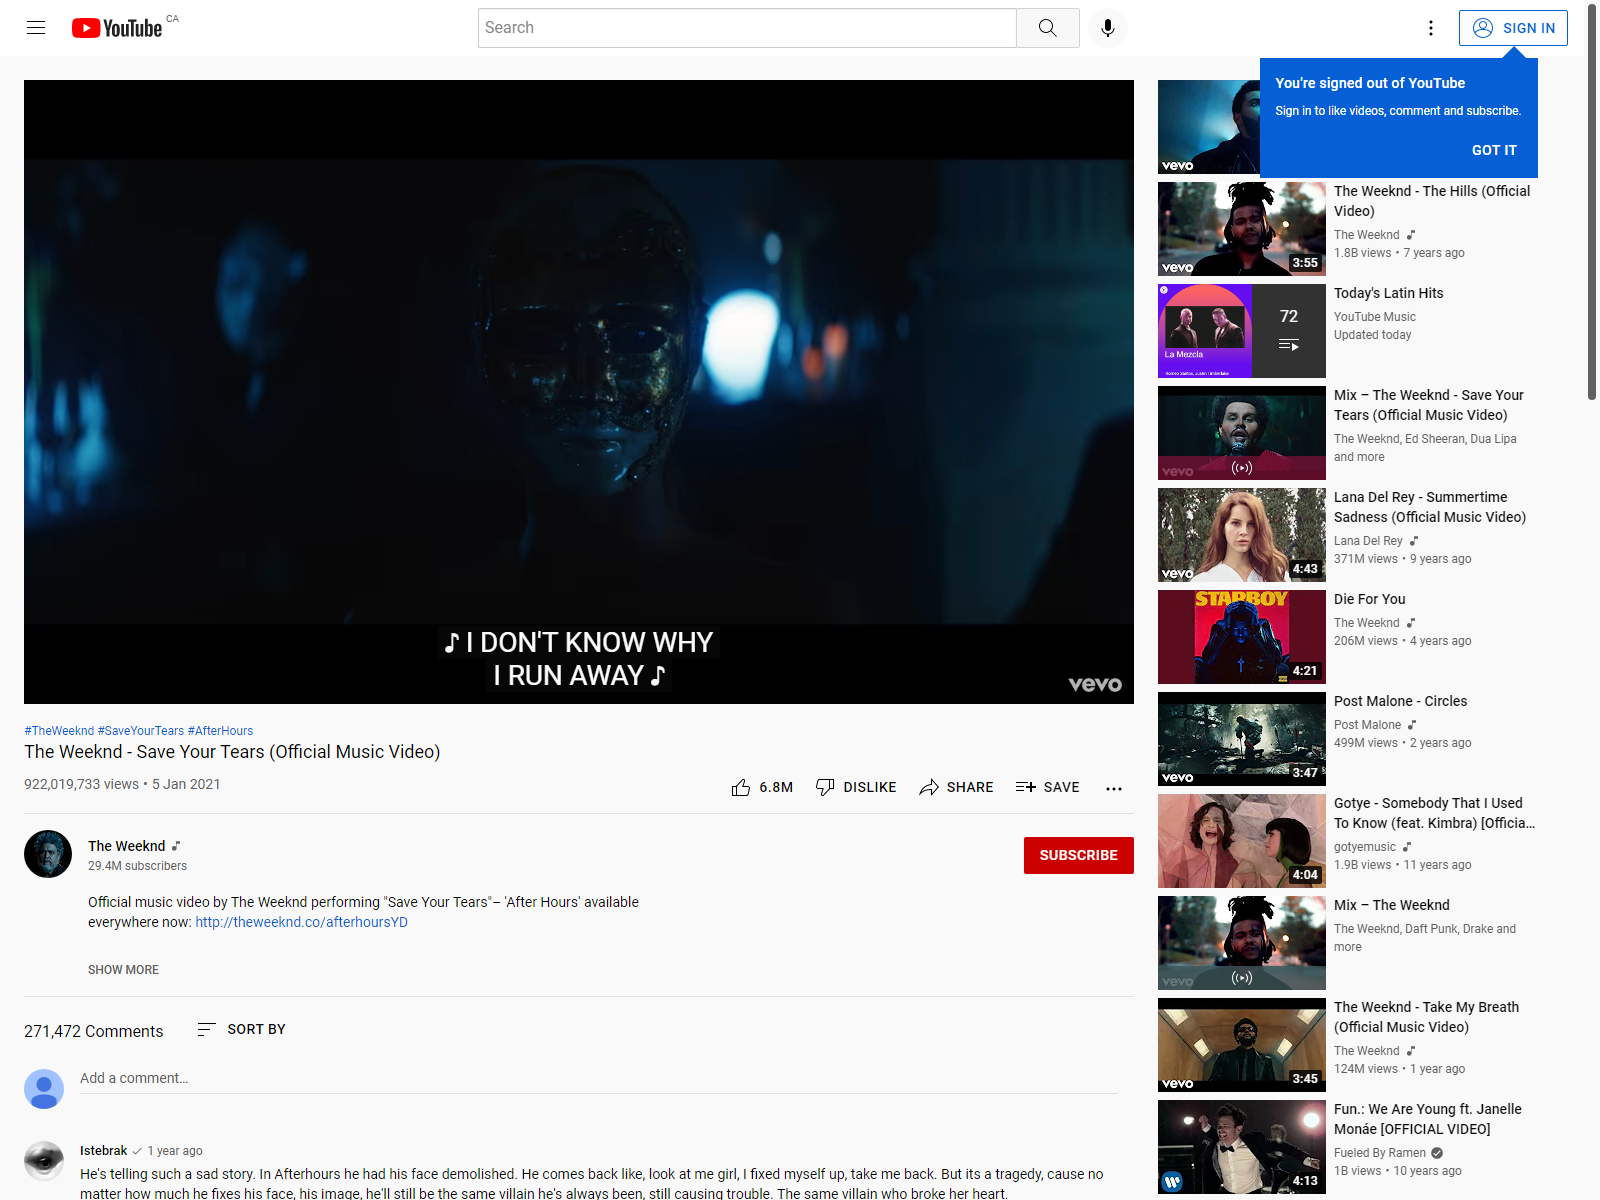 YouTube CA
Search
SIGN IN
You're signed out of YouTube
Sign in to like videos, comment and subscribe.
GOT IT
♪ I DON'T KNOW WHY
I RUN AWAY ♪
vevo
#TheWeeknd #SaveYourTears #AfterHours
The Weeknd - Save Your Tears (Official Music Video)
922,019,733 views • 5 Jan 2021
6.8M
DISLIKE
SHARE
SAVE
The Weeknd
29.4M subscribers
SUBSCRIBE
Official music video by The Weeknd performing "Save Your Tears"– 'After Hours' available
everywhere now: http://theweeknd.co/afterhoursYD
SHOW MORE
271,472 Comments
SORT BY
Add a comment...
Istebrak 1 year ago
He's telling such a sad story. In Afterhours he had his face demolished. He comes back like, look at me girl, I fixed myself up, take me back. But its a tragedy, cause no
matter how much he fixes his face, his image, he'll still be the same villain he's always been, still causing trouble. The same villain who broke her heart.
vevo
The Weeknd - The Hills (Official
Video)
The Weeknd
1.8B views • 7 years ago
vevo
3:55
Today's Latin Hits
YouTube Music
Updated today
72
La Mezcla
Romeo Santos, Justin Timberlake
Mix – The Weeknd - Save Your
Tears (Official Music Video)
The Weeknd, Ed Sheeran, Dua Lipa
and more
vevo
Lana Del Rey - Summertime
Sadness (Official Music Video)
Lana Del Rey
371M views • 9 years ago
vevo
4:43
Die For You
The Weeknd
206M views • 4 years ago
STARBOY
4:21
Post Malone - Circles
Post Malone
499M views • 2 years ago
vevo
3:47
Gotye - Somebody That I Used
To Know (feat. Kimbra) [Officia...
gotyemusic
1.9B views • 11 years ago
4:04
Mix – The Weeknd
The Weeknd, Daft Punk, Drake and
more
vevo
The Weeknd - Take My Breath
(Official Music Video)
The Weeknd
124M views • 1 year ago
vevo
3:45
Fun.: We Are Young ft. Janelle
Monáe [OFFICIAL VIDEO]
Fueled By Ramen
1B views • 10 years ago
4:13